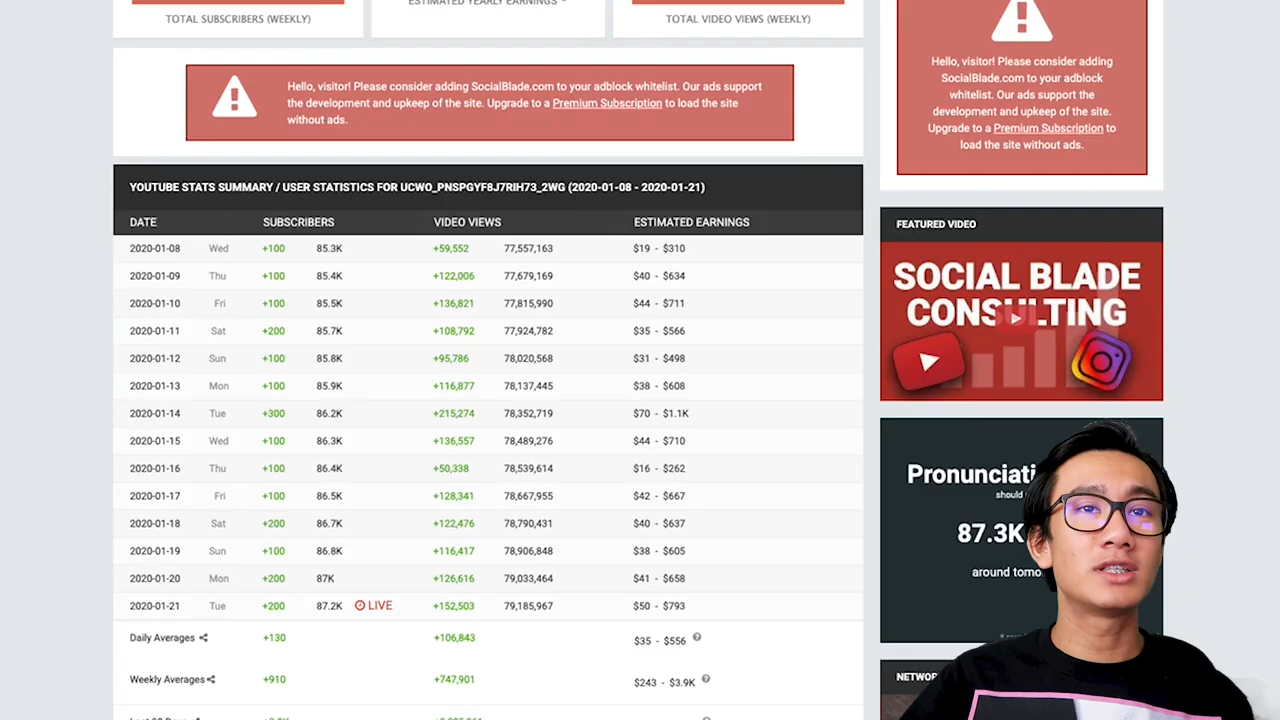 TOTAL SUBSCRIBERS (WEEKLY)
ESTIMATED YEARLY EARNINGS
TOTAL VIDEO VIEWS (WEEKLY)
Hello, visitor! Please consider adding SocialBlade.com to your adblock whitelist. Our ads support
the development and upkeep of the site. Upgrade to a Premium Subscription to load the site
without ads.
Hello, visitor! Please consider adding
SocialBlade.com to your adblock
whitelist. Our ads support the
development and upkeep of the site.
Upgrade to a Premium Subscription to
load the site without ads.
YOUTUBE STATS SUMMARY / USER STATISTICS FOR UCWO_PNSPGYF8J7RIH73_2WG (2020-01-08 - 2020-01-21)
DATE SUBSCRIBERS VIDEO VIEWS ESTIMATED EARNINGS
2020-01-08 Wed +100 85.3K +59,552 77,557,163 $19 - $310
2020-01-09 Thu +100 85.4K +122,006 77,679,169 $40 - $634
2020-01-10 Fri +100 85.5K +136,821 77,815,990 $44 - $711
2020-01-11 Sat +200 85.7K +108,792 77,924,782 $35 - $566
2020-01-12 Sun +100 85.8K +95,786 78,020,568 $31 - $498
2020-01-13 Mon +100 85.9K +116,877 78,137,445 $38 - $608
2020-01-14 Tue +300 86.2K +215,274 78,352,719 $70 - $1.1K
2020-01-15 Wed +100 86.3K +136,557 78,489,276 $44 - $710
2020-01-16 Thu +100 86.4K +50,338 78,539,614 $16 - $262
2020-01-17 Fri +100 86.5K +128,341 78,667,955 $42 - $667
2020-01-18 Sat +200 86.7K +122,476 78,790,431 $40 - $637
2020-01-19 Sun +100 86.8K +116,417 78,906,848 $38 - $605
2020-01-20 Mon +200 87K +126,616 79,033,464 $41 - $658
2020-01-21 Tue +200 87.2K LIVE +152,503 79,185,967 $50 - $793
Daily Averages +130 +106,843 $35 - $556
Weekly Averages +910 +747,901 $243 - $3.9K
FEATURED VIDEO
SOCIAL BLADE
CONSULTING
Pronunciati
should
87.3K
around tomo
NETWOR